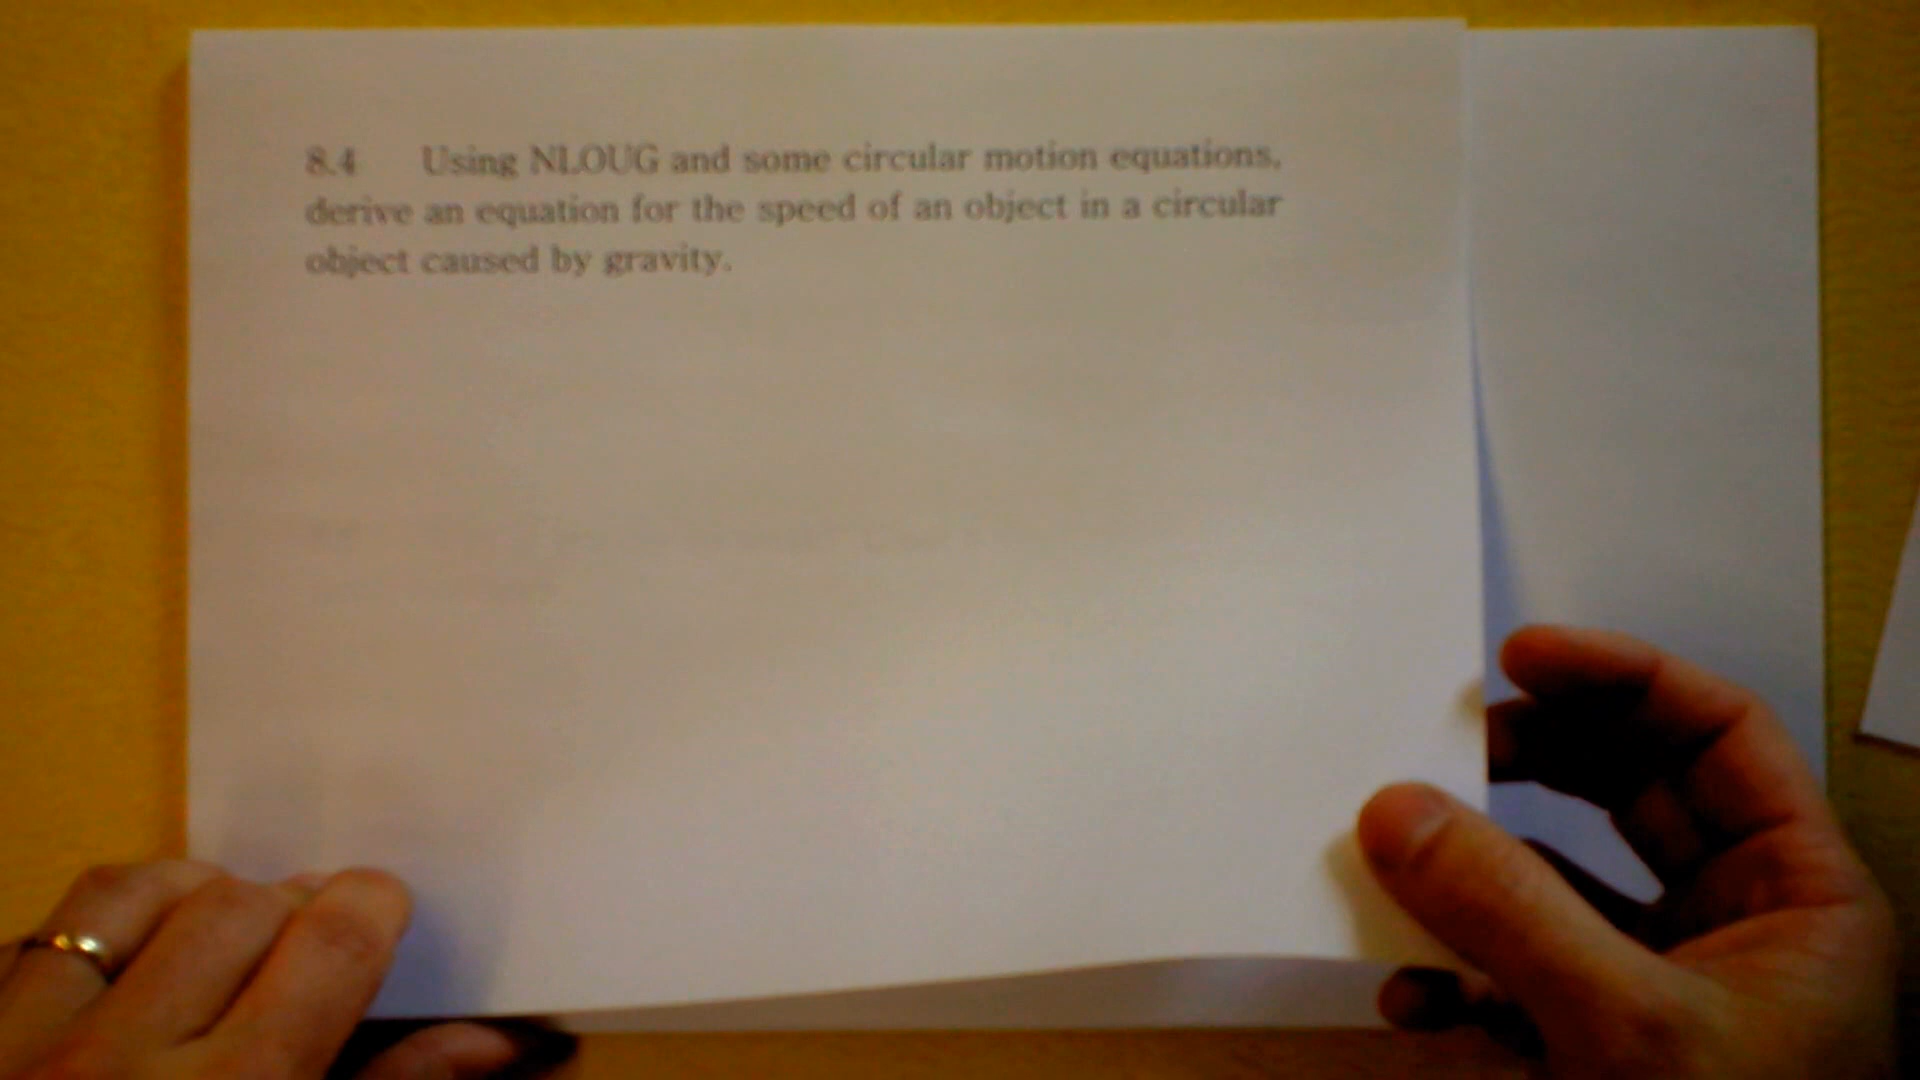 8.4 Using NLOUG and some circular motion equations,
derive an equation for the speed of an object in a circular
object caused by gravity.